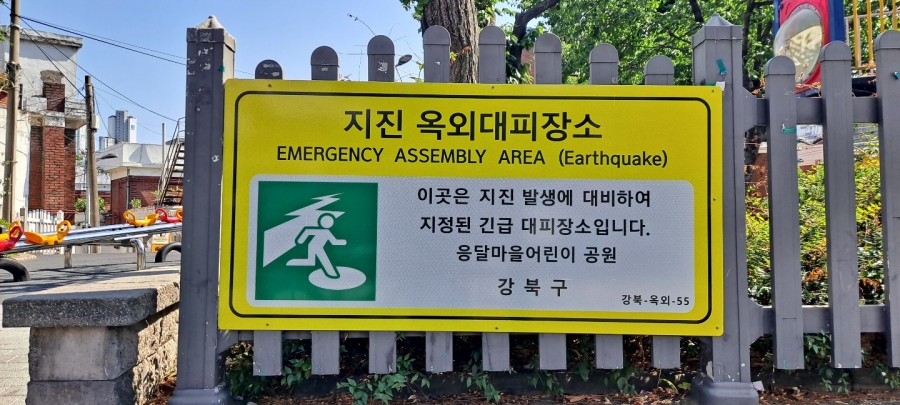 지진 옥외대피장소
EMERGENCY ASSEMBLY AREA (Earthquake)
이곳은 지진 발생에 대비하여
지정된 긴급 대피장소입니다.
응달마을어린이 공원
강북구
강북-옥외-55